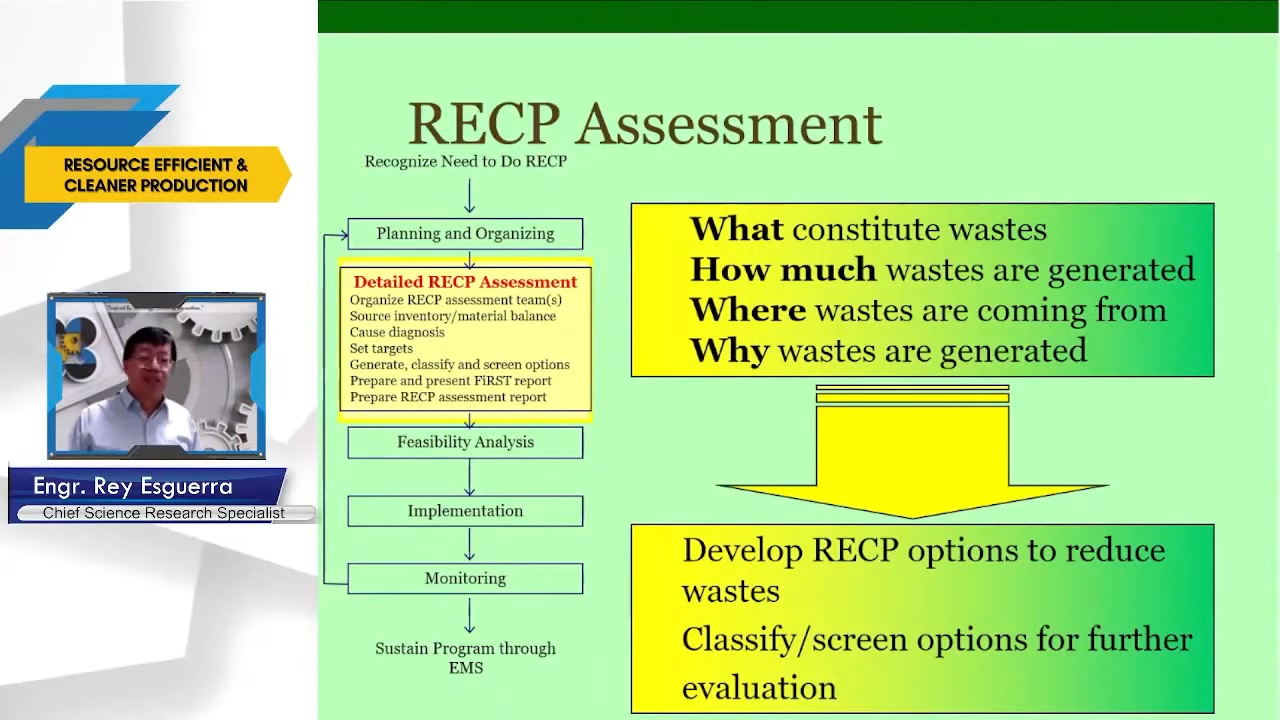 RESOURCE EFFICIENT &
CLEANER PRODUCTION
Engr. Rey Esguerra
Chief Science Research Specialist
RECP Assessment
Recognize Need to Do RECP
Planning and Organizing
Detailed RECP Assessment
Organize RECP assessment team(s)
Source inventory/material balance
Cause diagnosis
Set targets
Generate, classify and screen options
Prepare and present FiRST report
Prepare RECP assessment report
Feasibility Analysis
Implementation
Monitoring
Sustain Program through
EMS
What constitute wastes
How much wastes are generated
Where wastes are coming from
Why wastes are generated
Develop RECP options to reduce
wastes
Classify/screen options for further
evaluation